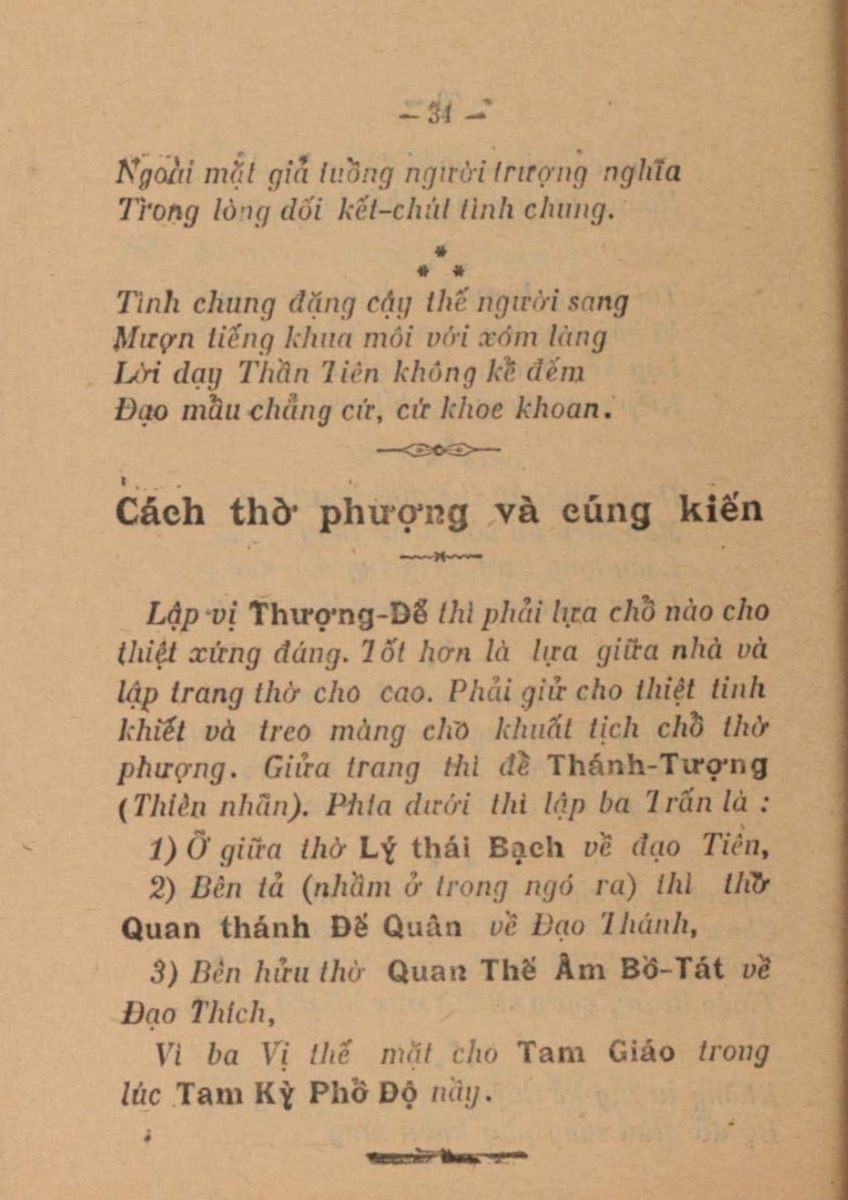 — 34 —
Ngoài mặt giả tuồng người trượng nghĩa
Trong lòng dối kết-chút tình chung.
* * *
Tình chung đặng cậy thế người sang
Mượn tiếng khua môi với xóm làng
Lời dạy Thần Tiên không kể đếm
Đạo mầu chẳng cứ, cứ khoe khoan.
Cách thờ phượng và cúng kiến
Lập vị Thượng-Đế thì phải lựa chổ nào cho
thiệt xứng đáng. Tốt hơn là lựa giữa nhà và
lập trang thờ cho cao. Phải giử cho thiệt tinh
khiết và treo màng cho khuất tịch chổ thờ
phượng. Giửa trang thì để Thánh-Tượng
(Thiên nhãn). Phía dưới thì lập ba Trấn là :
1) Ở giữa thờ Lý thái Bạch về đạo Tiên,
2) Bên tả (nhầm ở trong ngó ra) thì thờ
Quan thánh Đế Quân về Đạo Thánh,
3) Bên hửu thờ Quan Thế Âm Bồ-Tát về
Đạo Thích,
Vì ba Vị thế mặt cho Tam Giáo trong
lúc Tam Kỳ Phổ Độ nầy.